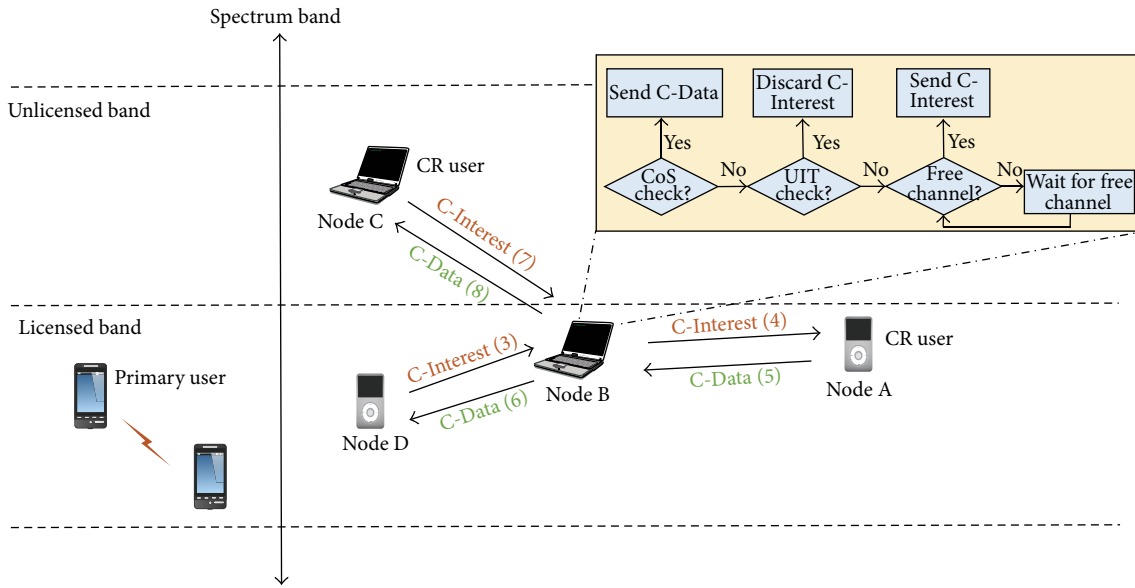 Spectrum band
Unlicensed band
Send C-Data
Discard C-
Interest
Send C-
Interest
Yes
Yes
Yes
CoS
check?
No
UIT
check?
No
Free
channel?
No
Wait for free
channel
CR user
Node C
C-Interest (7)
C-Data (8)
Licensed band
Primary user
C-Interest (3)
C-Data (6)
Node D
Node B
C-Interest (4)
C-Data (5)
CR user
Node A